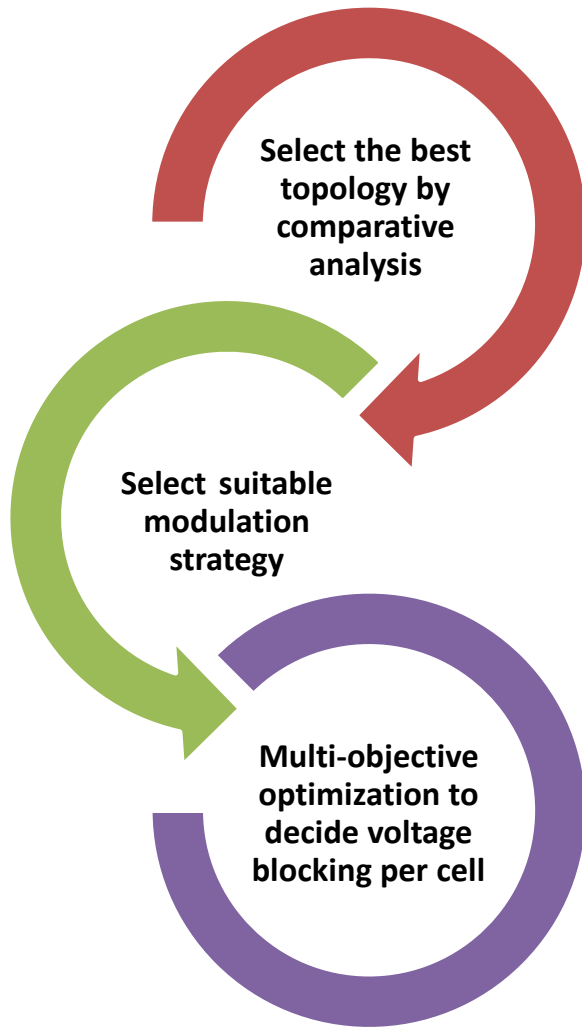 Select the best
topology by
comparative
analysis
Select suitable
modulation
strategy
Multi-objective
optimization to
decide voltage
blocking per cell